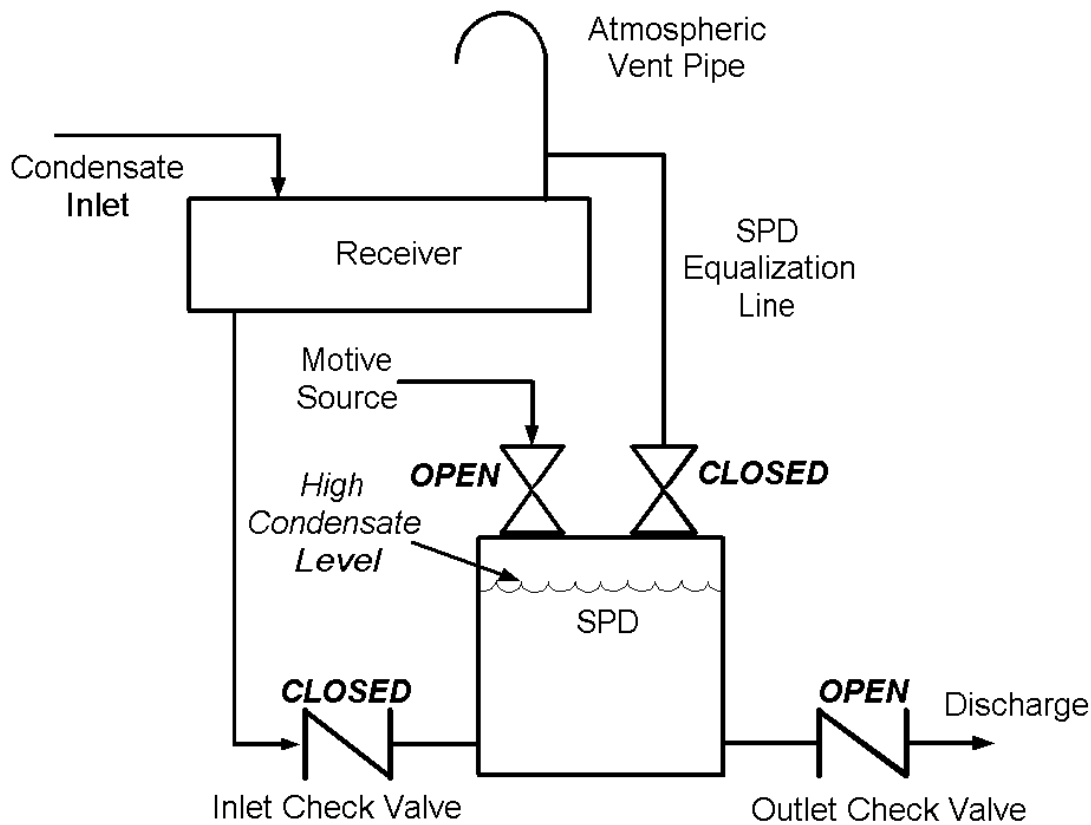 Atmospheric
Vent Pipe
Condensate
Inlet
Receiver
SPD
Equalization
Line
Motive
Source
OPEN
CLOSED
High
Condensate
Level
SPD
CLOSED
OPEN
Discharge
Inlet Check Valve
Outlet Check Valve